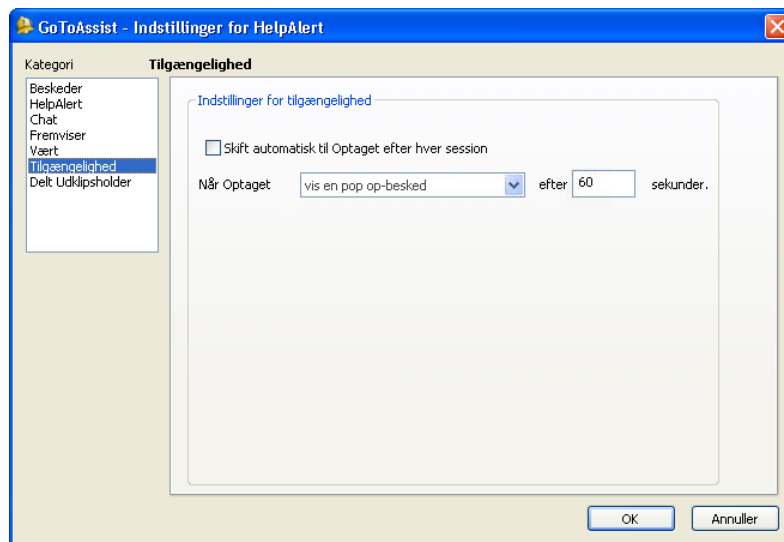 GoToAssist - Indstillinger for HelpAlert
Kategori
Tilgængelighed
Beskeder
HelpAlert
Chat
Fremviser
Vært
Tilgængelighed
Delt Udklipsholder
Indstillinger for tilgængelighed
Skift automatisk til Optaget efter hver session
Når Optaget vis en pop op-besked efter 60 sekunder.
OK Annuller